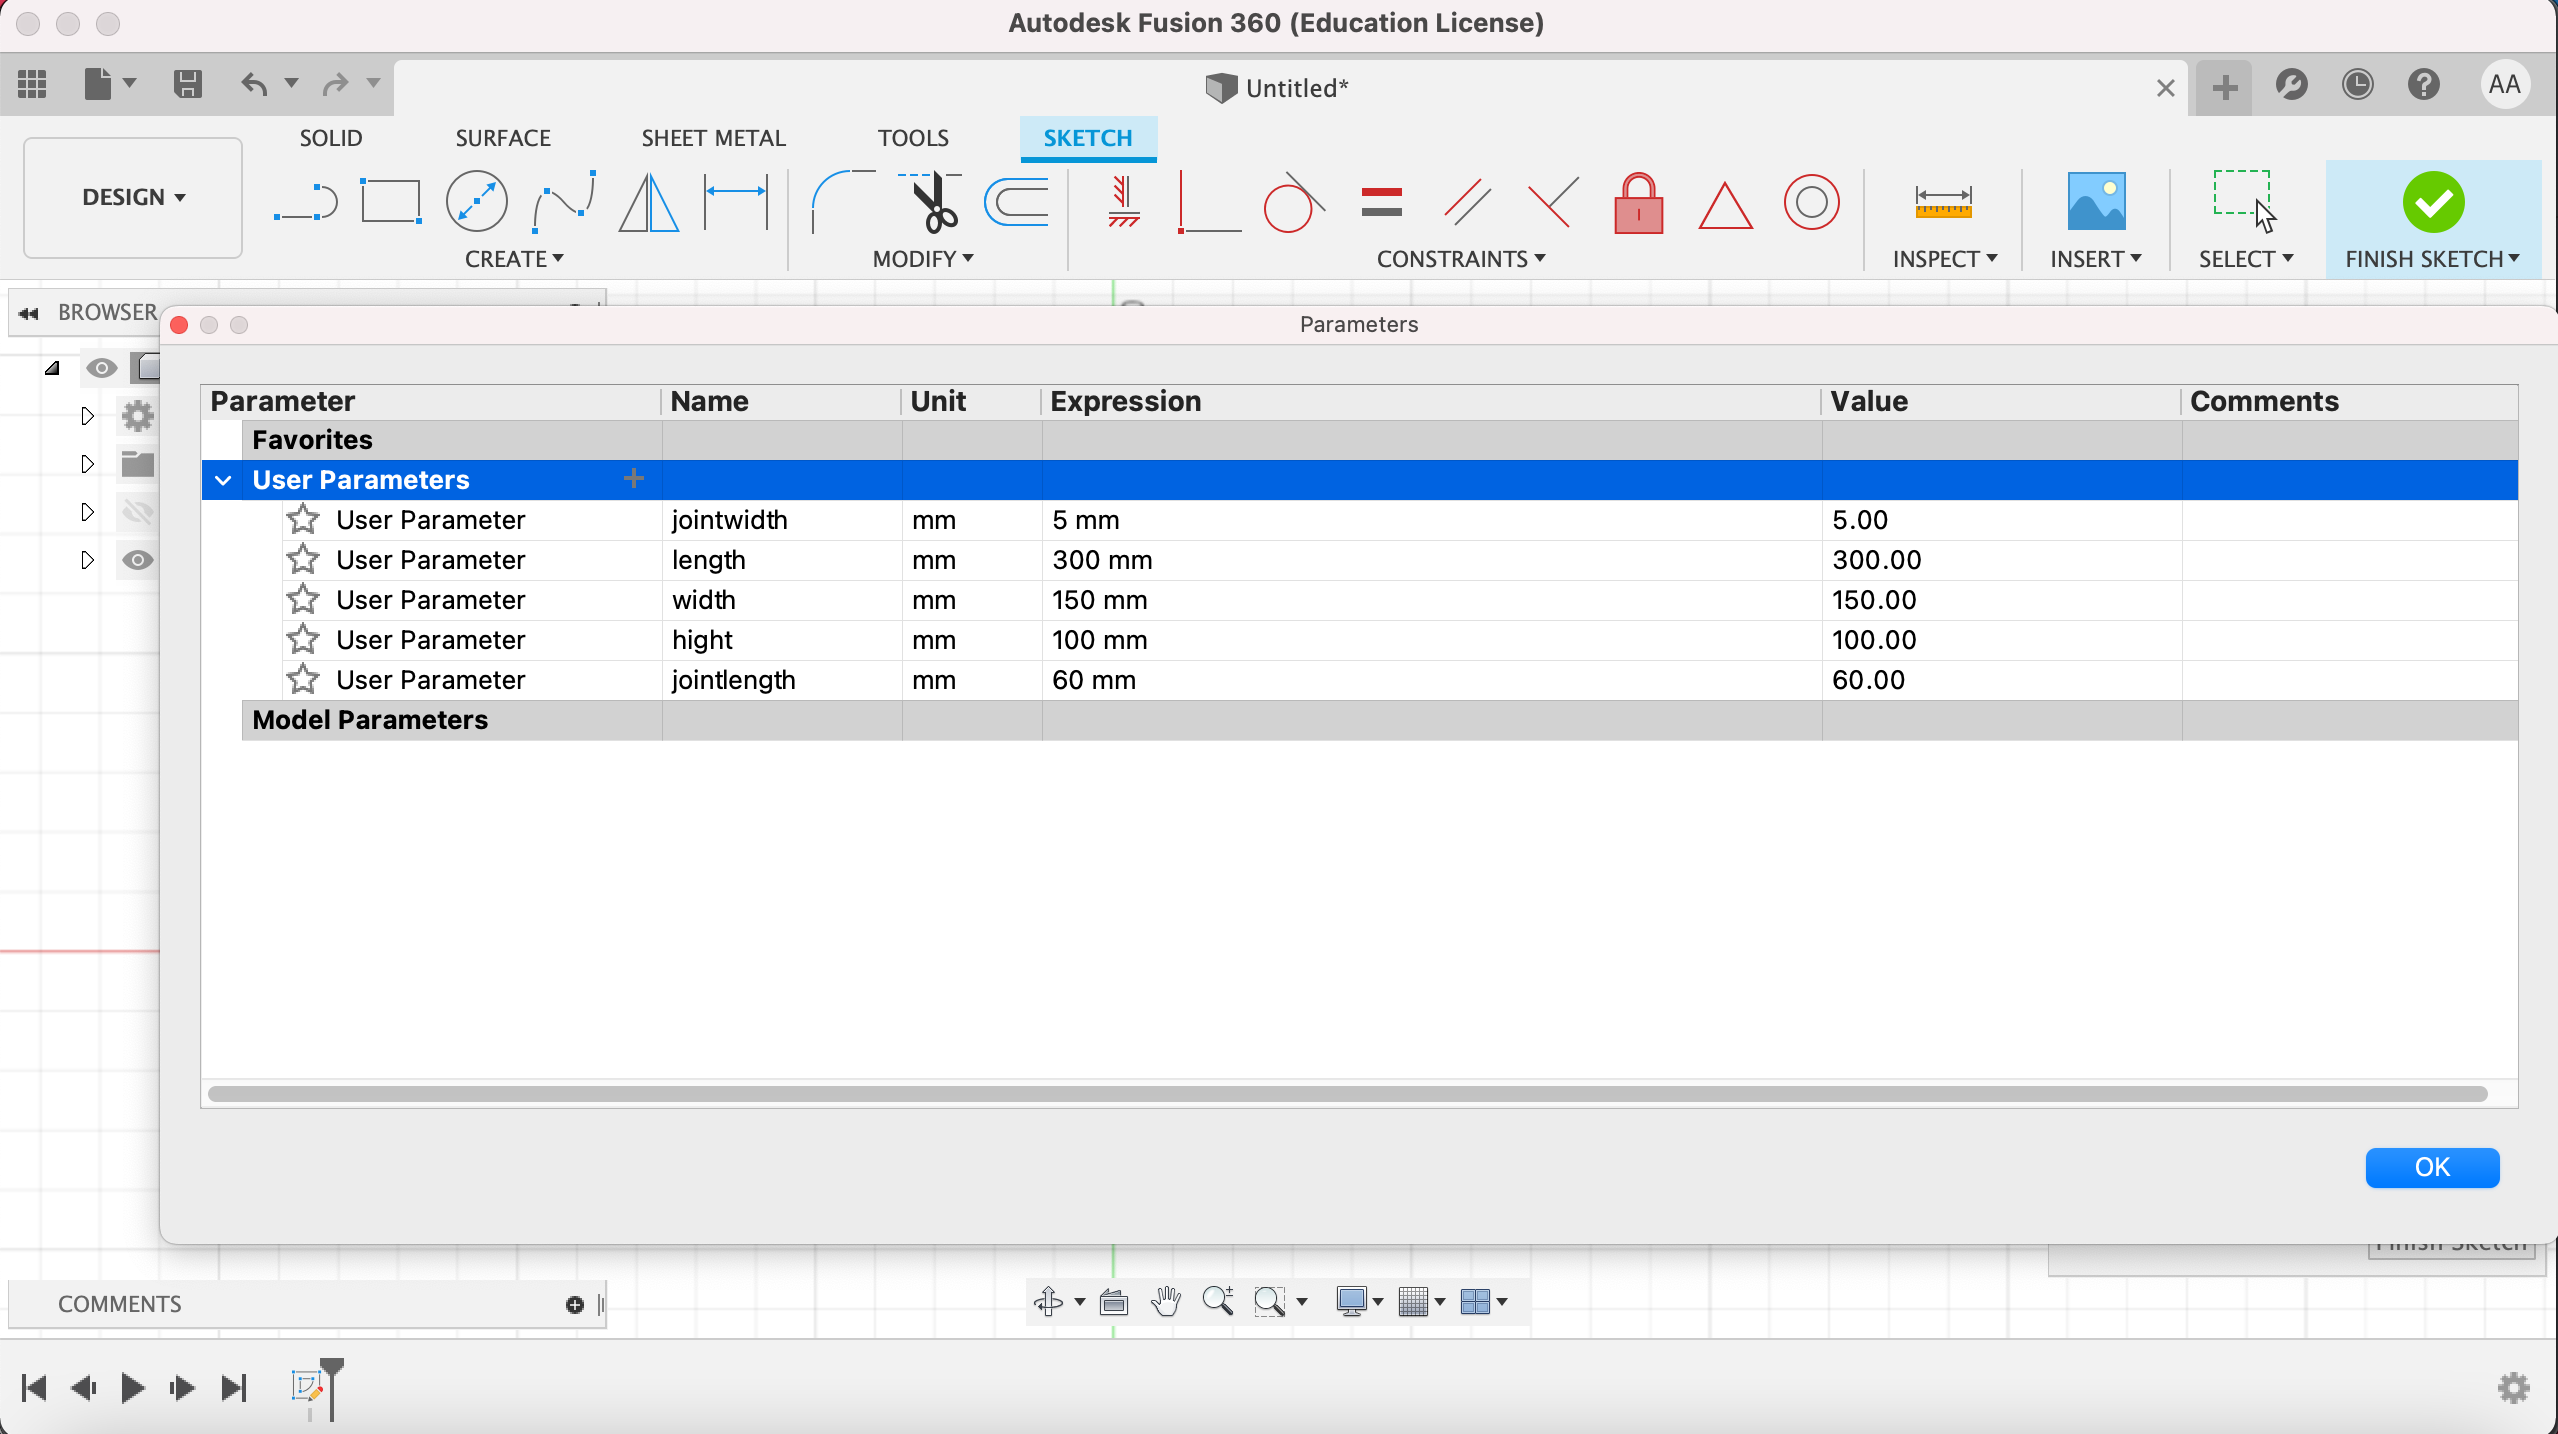 Autodesk Fusion 360 (Education License)
Untitled*
AA
SOLID SURFACE SHEET METAL TOOLS SKETCH
DESIGN
CREATE MODIFY CONSTRAINTS INSPECT INSERT SELECT FINISH SKETCH
BROWSER
Parameters
Parameter Name Unit Expression Value Comments
Favorites
User Parameters
User Parameter jointwidth mm 5 mm 5.00
User Parameter length mm 300 mm 300.00
User Parameter width mm 150 mm 150.00
User Parameter hight mm 100 mm 100.00
User Parameter jointlength mm 60 mm 60.00
Model Parameters
OK
Finish Sketch
COMMENTS